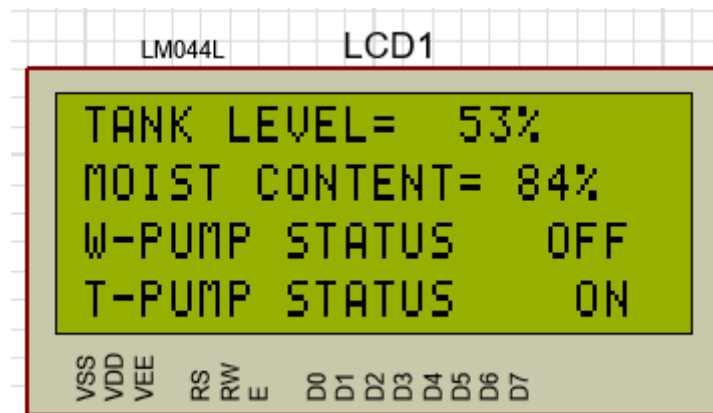 LM044L LCD1
TANK LEVEL= 53%
MOIST CONTENT= 84%
W-PUMP STATUS OFF
T-PUMP STATUS ON
VSS VDD VEE RS RW E D0 D1 D2 D3 D4 D5 D6 D7